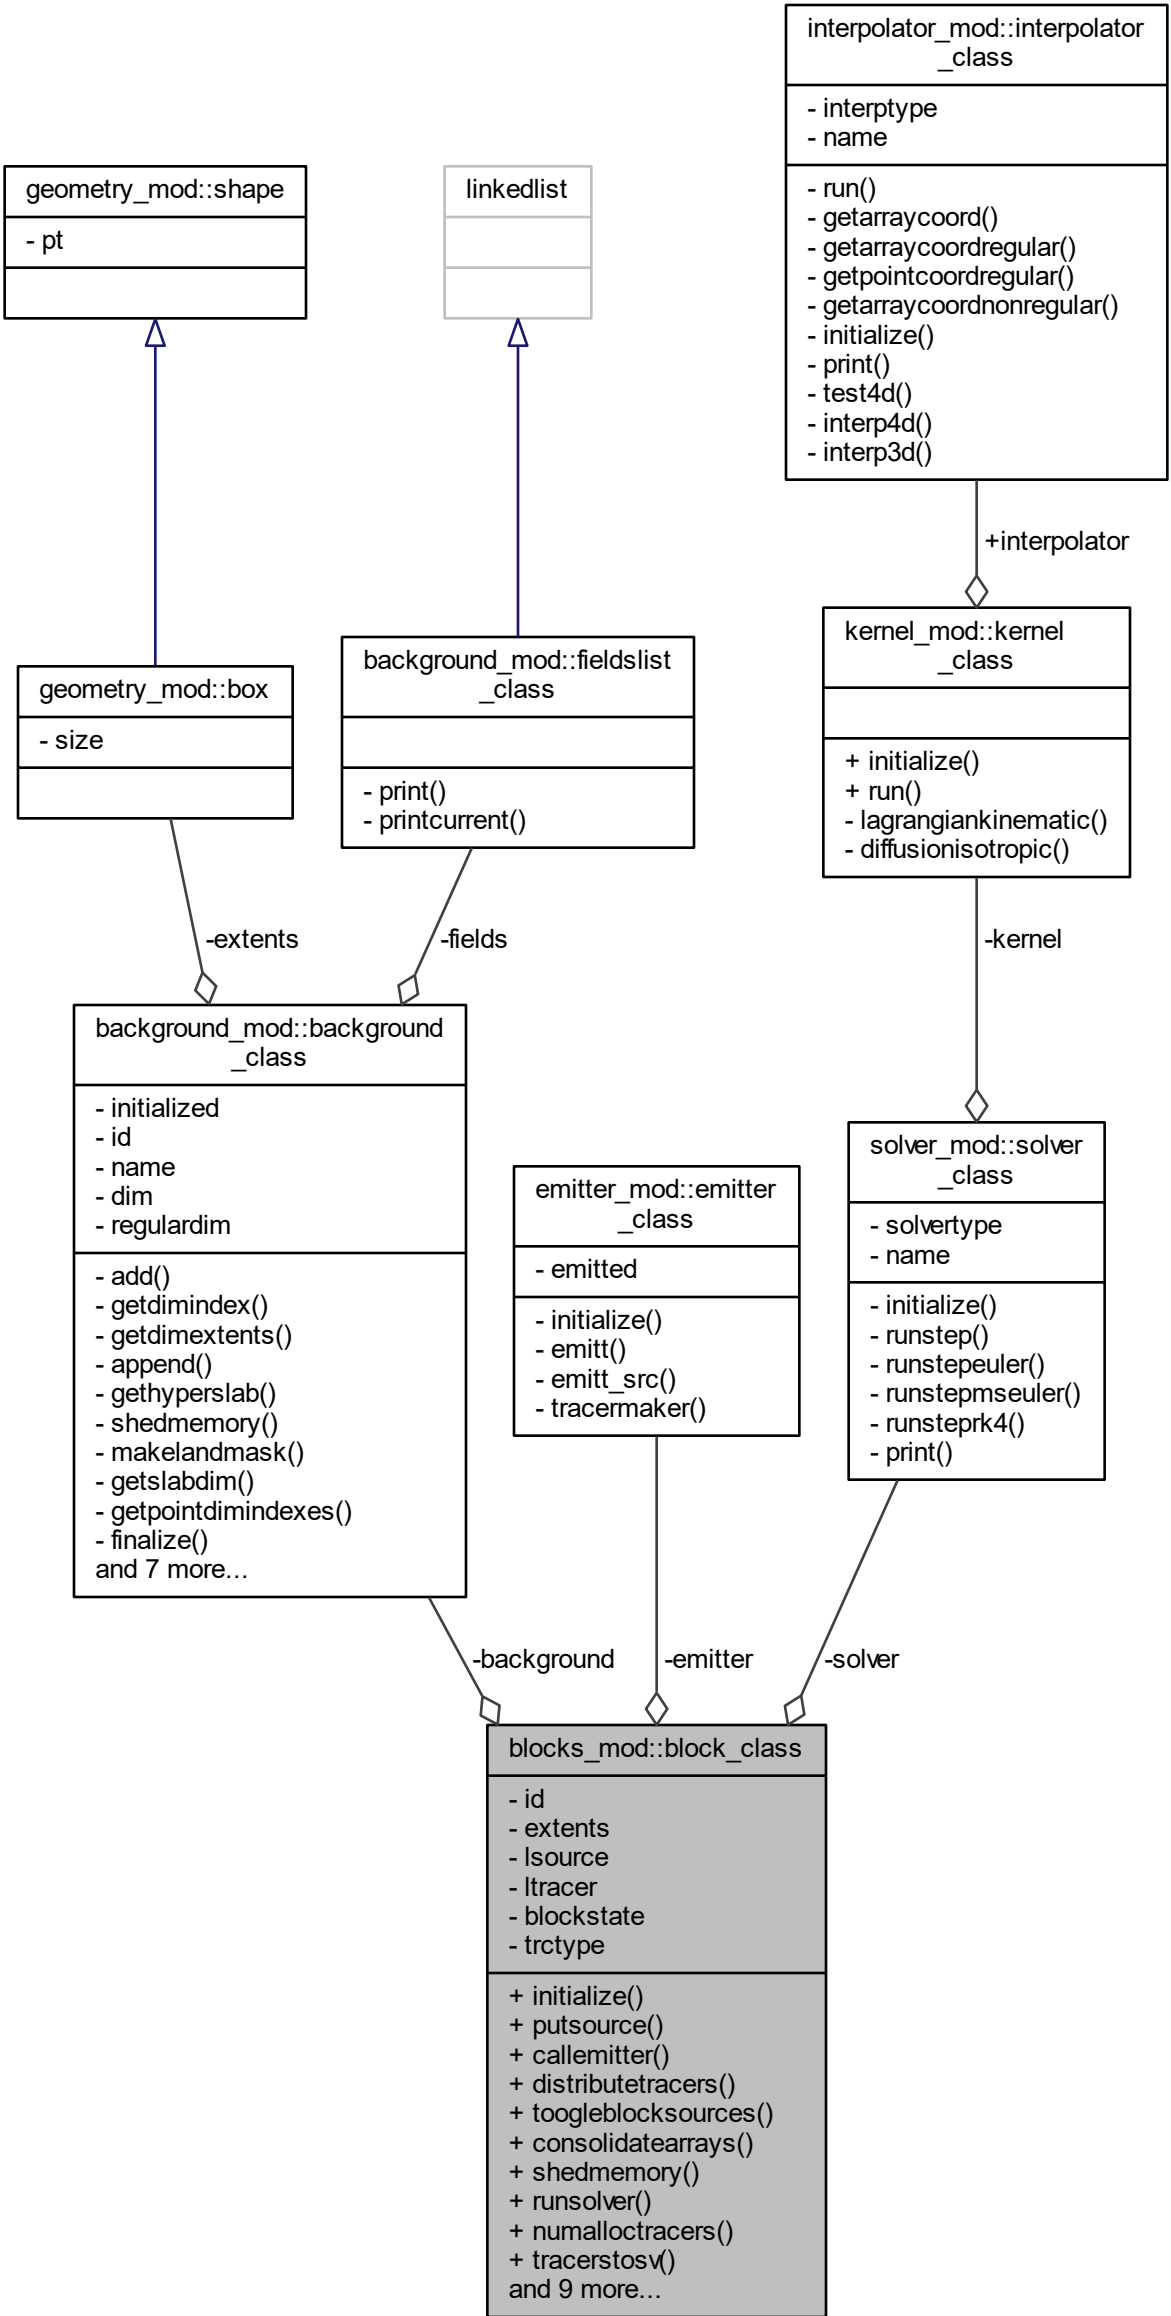 interpolator_mod::interpolator
_class
- interptype
- name
- run()
- getarraycoord()
- getarraycoordregular()
- getpointcoordregular()
- getarraycoordnonregular()
- initialize()
- print()
- test4d()
- interp4d()
- interp3d()
geometry_mod::shape
- pt
linkedlist
+interpolator
kernel_mod::kernel
_class
+ initialize()
+ run()
- lagrangiankinematic()
- diffusionisotropic()
background_mod::fieldslist
_class
- print()
- printcurrent()
geometry_mod::box
- size
-extents
-fields
-kernel
background_mod::background
_class
- initialized
- id
- name
- dim
- regulardim
- add()
- getdimindex()
- getdimextents()
- append()
- gethyperslab()
- shedmemory()
- makelandmask()
- getslabdim()
- getpointdimindexes()
- finalize()
and 7 more...
emitter_mod::emitter
_class
- emitted
- initialize()
- emitt()
- emitt_src()
- tracermaker()
solver_mod::solver
_class
- solvertype
- name
- initialize()
- runstep()
- runstepeuler()
- runstepmseuler()
- runsteprk4()
- print()
-background
-emitter
-solver
blocks_mod::block_class
- id
- extents
- lsource
- ltracer
- blockstate
- trctype
+ initialize()
+ putsource()
+ callemitter()
+ distributetracers()
+ toogleblocksources()
+ consolidatearrays()
+ shedmemory()
+ runsolver()
+ numalloctracers()
+ tracerstosv()
and 9 more...